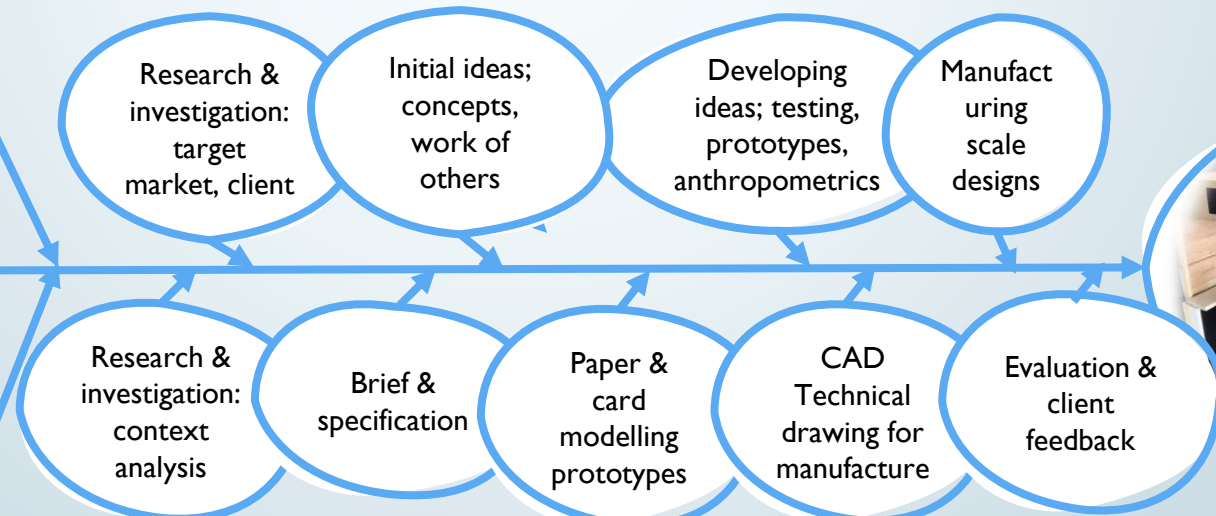 Research &
investigation:
target
market, client
Initial ideas;
concepts,
work of
others
Developing
ideas; testing,
prototypes,
anthropometrics
Manufact
uring
scale
designs
Research &
investigation:
context
analysis
Brief &
specification
Paper &
card
modelling
prototypes
CAD
Technical
drawing for
manufacture
Evaluation &
client
feedback